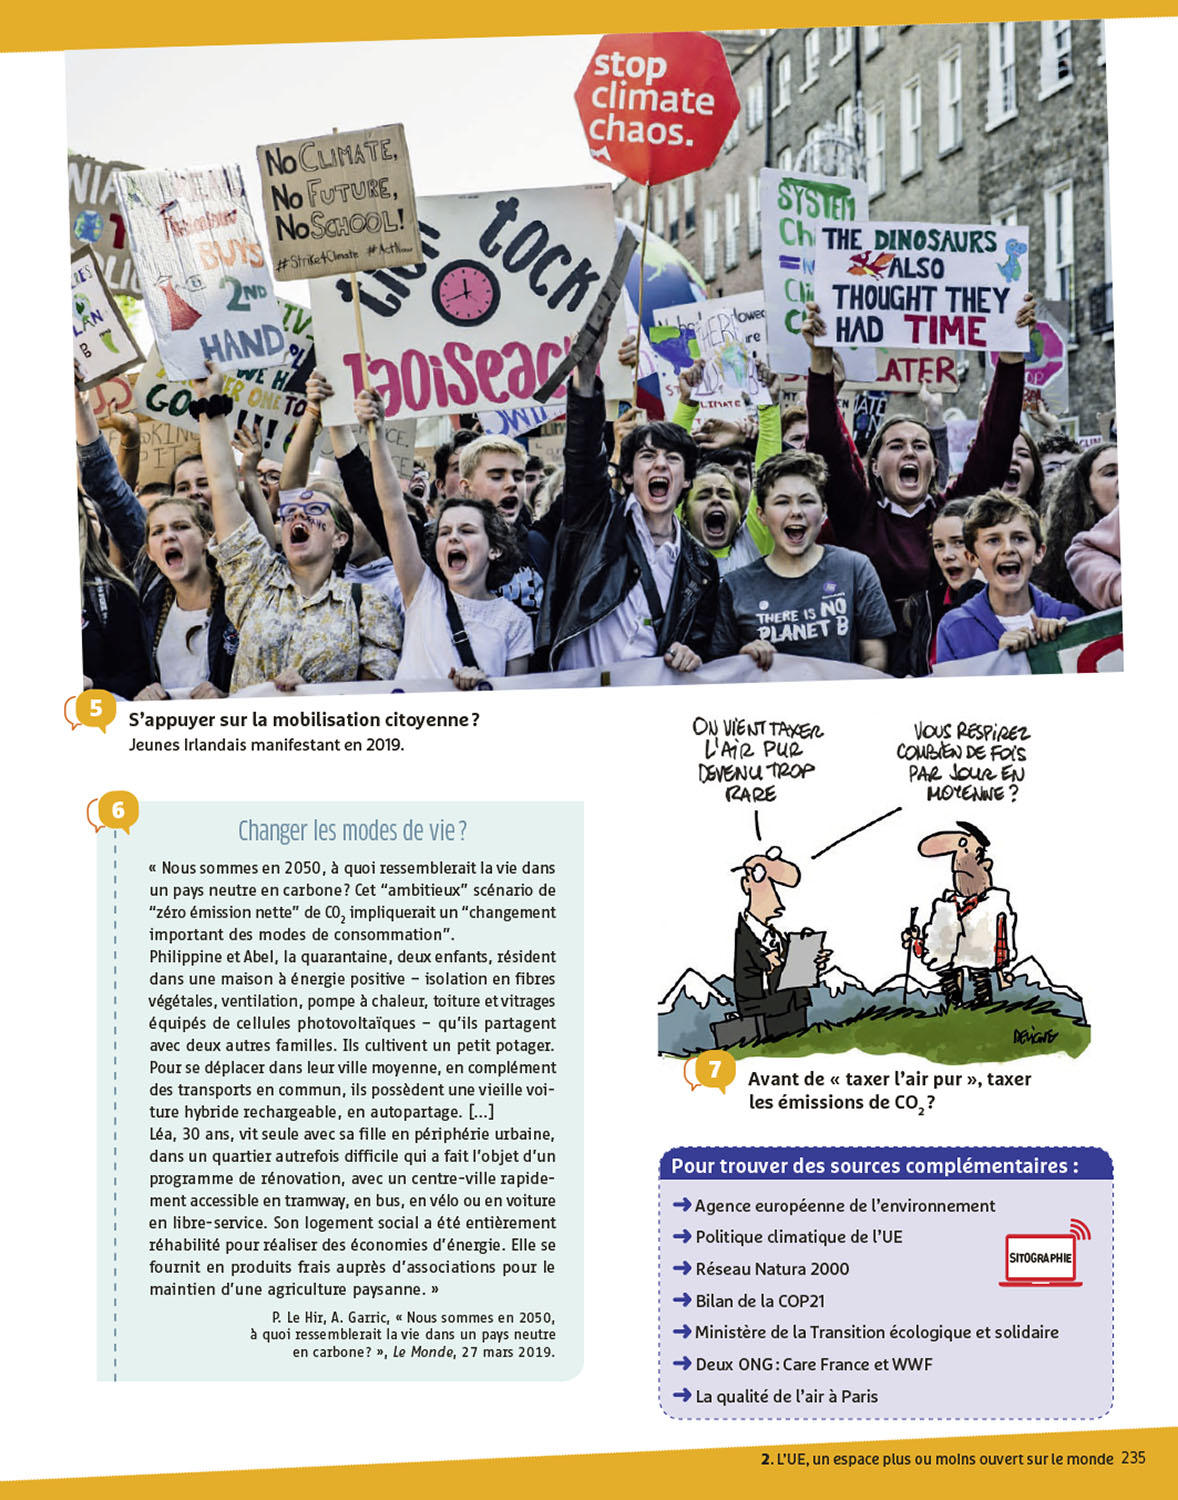 stop
climate
chaos.
NO CLIMATE,
NO FUTURE,
NO SCHOOL!
#Strike4Climate #ActNow
BUYS
2ND
HAND
tick
tock
Taoiseach
SYSTEM
THE DINOSAURS
ALSO
THOUGHT THEY
HAD TIME
LATER
THERE IS NO
PLANET B
5
S'appuyer sur la mobilisation citoyenne ?
Jeunes Irlandais manifestant en 2019.
6
Changer les modes de vie ?
« Nous sommes en 2050, à quoi ressemblerait la vie dans
un pays neutre en carbone ? Cet “ambitieux” scénario de
“zéro émission nette” de CO₂ impliquerait un “changement
important des modes de consommation”.
Philippine et Abel, la quarantaine, deux enfants, résident
dans une maison à énergie positive – isolation en fibres
végétales, ventilation, pompe à chaleur, toiture et vitrages
équipés de cellules photovoltaïques – qu'ils partagent
avec deux autres familles. Ils cultivent un petit potager.
Pour se déplacer dans leur ville moyenne, en complément
des transports en commun, ils possèdent une vieille voi-
ture hybride rechargeable, en autopartage. [...]
Léa, 30 ans, vit seule avec sa fille en périphérie urbaine,
dans un quartier autrefois difficile qui a fait l'objet d'un
programme de rénovation, avec un centre-ville rapide-
ment accessible en tramway, en bus, en vélo ou en voiture
en libre-service. Son logement social a été entièrement
réhabilité pour réaliser des économies d'énergie. Elle se
fournit en produits frais auprès d'associations pour le
maintien d'une agriculture paysanne. »
P. Le Hir, A. Garric, « Nous sommes en 2050,
à quoi ressemblerait la vie dans un pays neutre
en carbone ? », Le Monde, 27 mars 2019.
ON VIENT TAXER
L'AIR PUR
DEVENU TROP
RARE
VOUS RESPIREZ
COMBIEN DE FOIS
PAR JOUR EN
MOYENNE ?
DELIGNE
7
Avant de « taxer l'air pur », taxer
les émissions de CO₂ ?
Pour trouver des sources complémentaires :
➜ Agence européenne de l'environnement
➜ Politique climatique de l'UE
➜ Réseau Natura 2000
➜ Bilan de la COP21
➜ Ministère de la Transition écologique et solidaire
➜ Deux ONG : Care France et WWF
➜ La qualité de l'air à Paris
SITOGRAPHIE
2. L'UE, un espace plus ou moins ouvert sur le monde 235